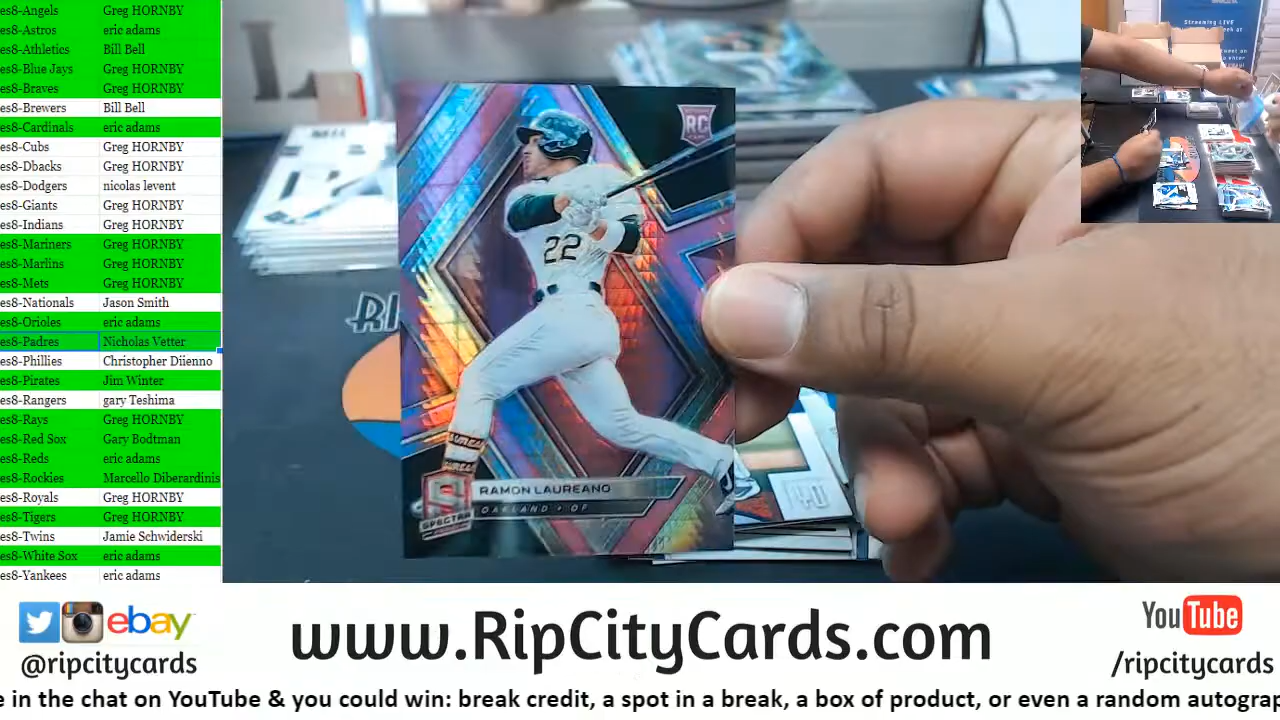 es8-Angels Greg HORNBY
es8-Astros eric adams
es8-Athletics Bill Bell
es8-Blue Jays Greg HORNBY
es8-Braves Greg HORNBY
es8-Brewers Bill Bell
es8-Cardinals eric adams
es8-Cubs Greg HORNBY
es8-Dbacks Greg HORNBY
es8-Dodgers nicolas levent
es8-Giants Greg HORNBY
es8-Indians Greg HORNBY
es8-Mariners Greg HORNBY
es8-Marlins Greg HORNBY
es8-Mets Greg HORNBY
es8-Nationals Jason Smith
es8-Orioles eric adams
es8-Padres Nicholas Vetter
es8-Phillies Christopher Diienno
es8-Pirates Jim Winter
es8-Rangers gary Teshima
es8-Rays Greg HORNBY
es8-Red Sox Gary Bodtman
es8-Reds eric adams
es8-Rockies Marcello Diberardinis
es8-Royals Greg HORNBY
es8-Tigers Greg HORNBY
es8-Twins Jamie Schwiderski
es8-White Sox eric adams
es8-Yankees eric adams
RC
22
RAMON LAUREANO
OAKLAND • OF
SPECTRA
RI
Streaming LIVE
ebay
@ripcitycards
www.RipCityCards.com
YouTube
/ripcitycards
e in the chat on YouTube & you could win: break credit, a spot in a break, a box of product, or even a random autograp